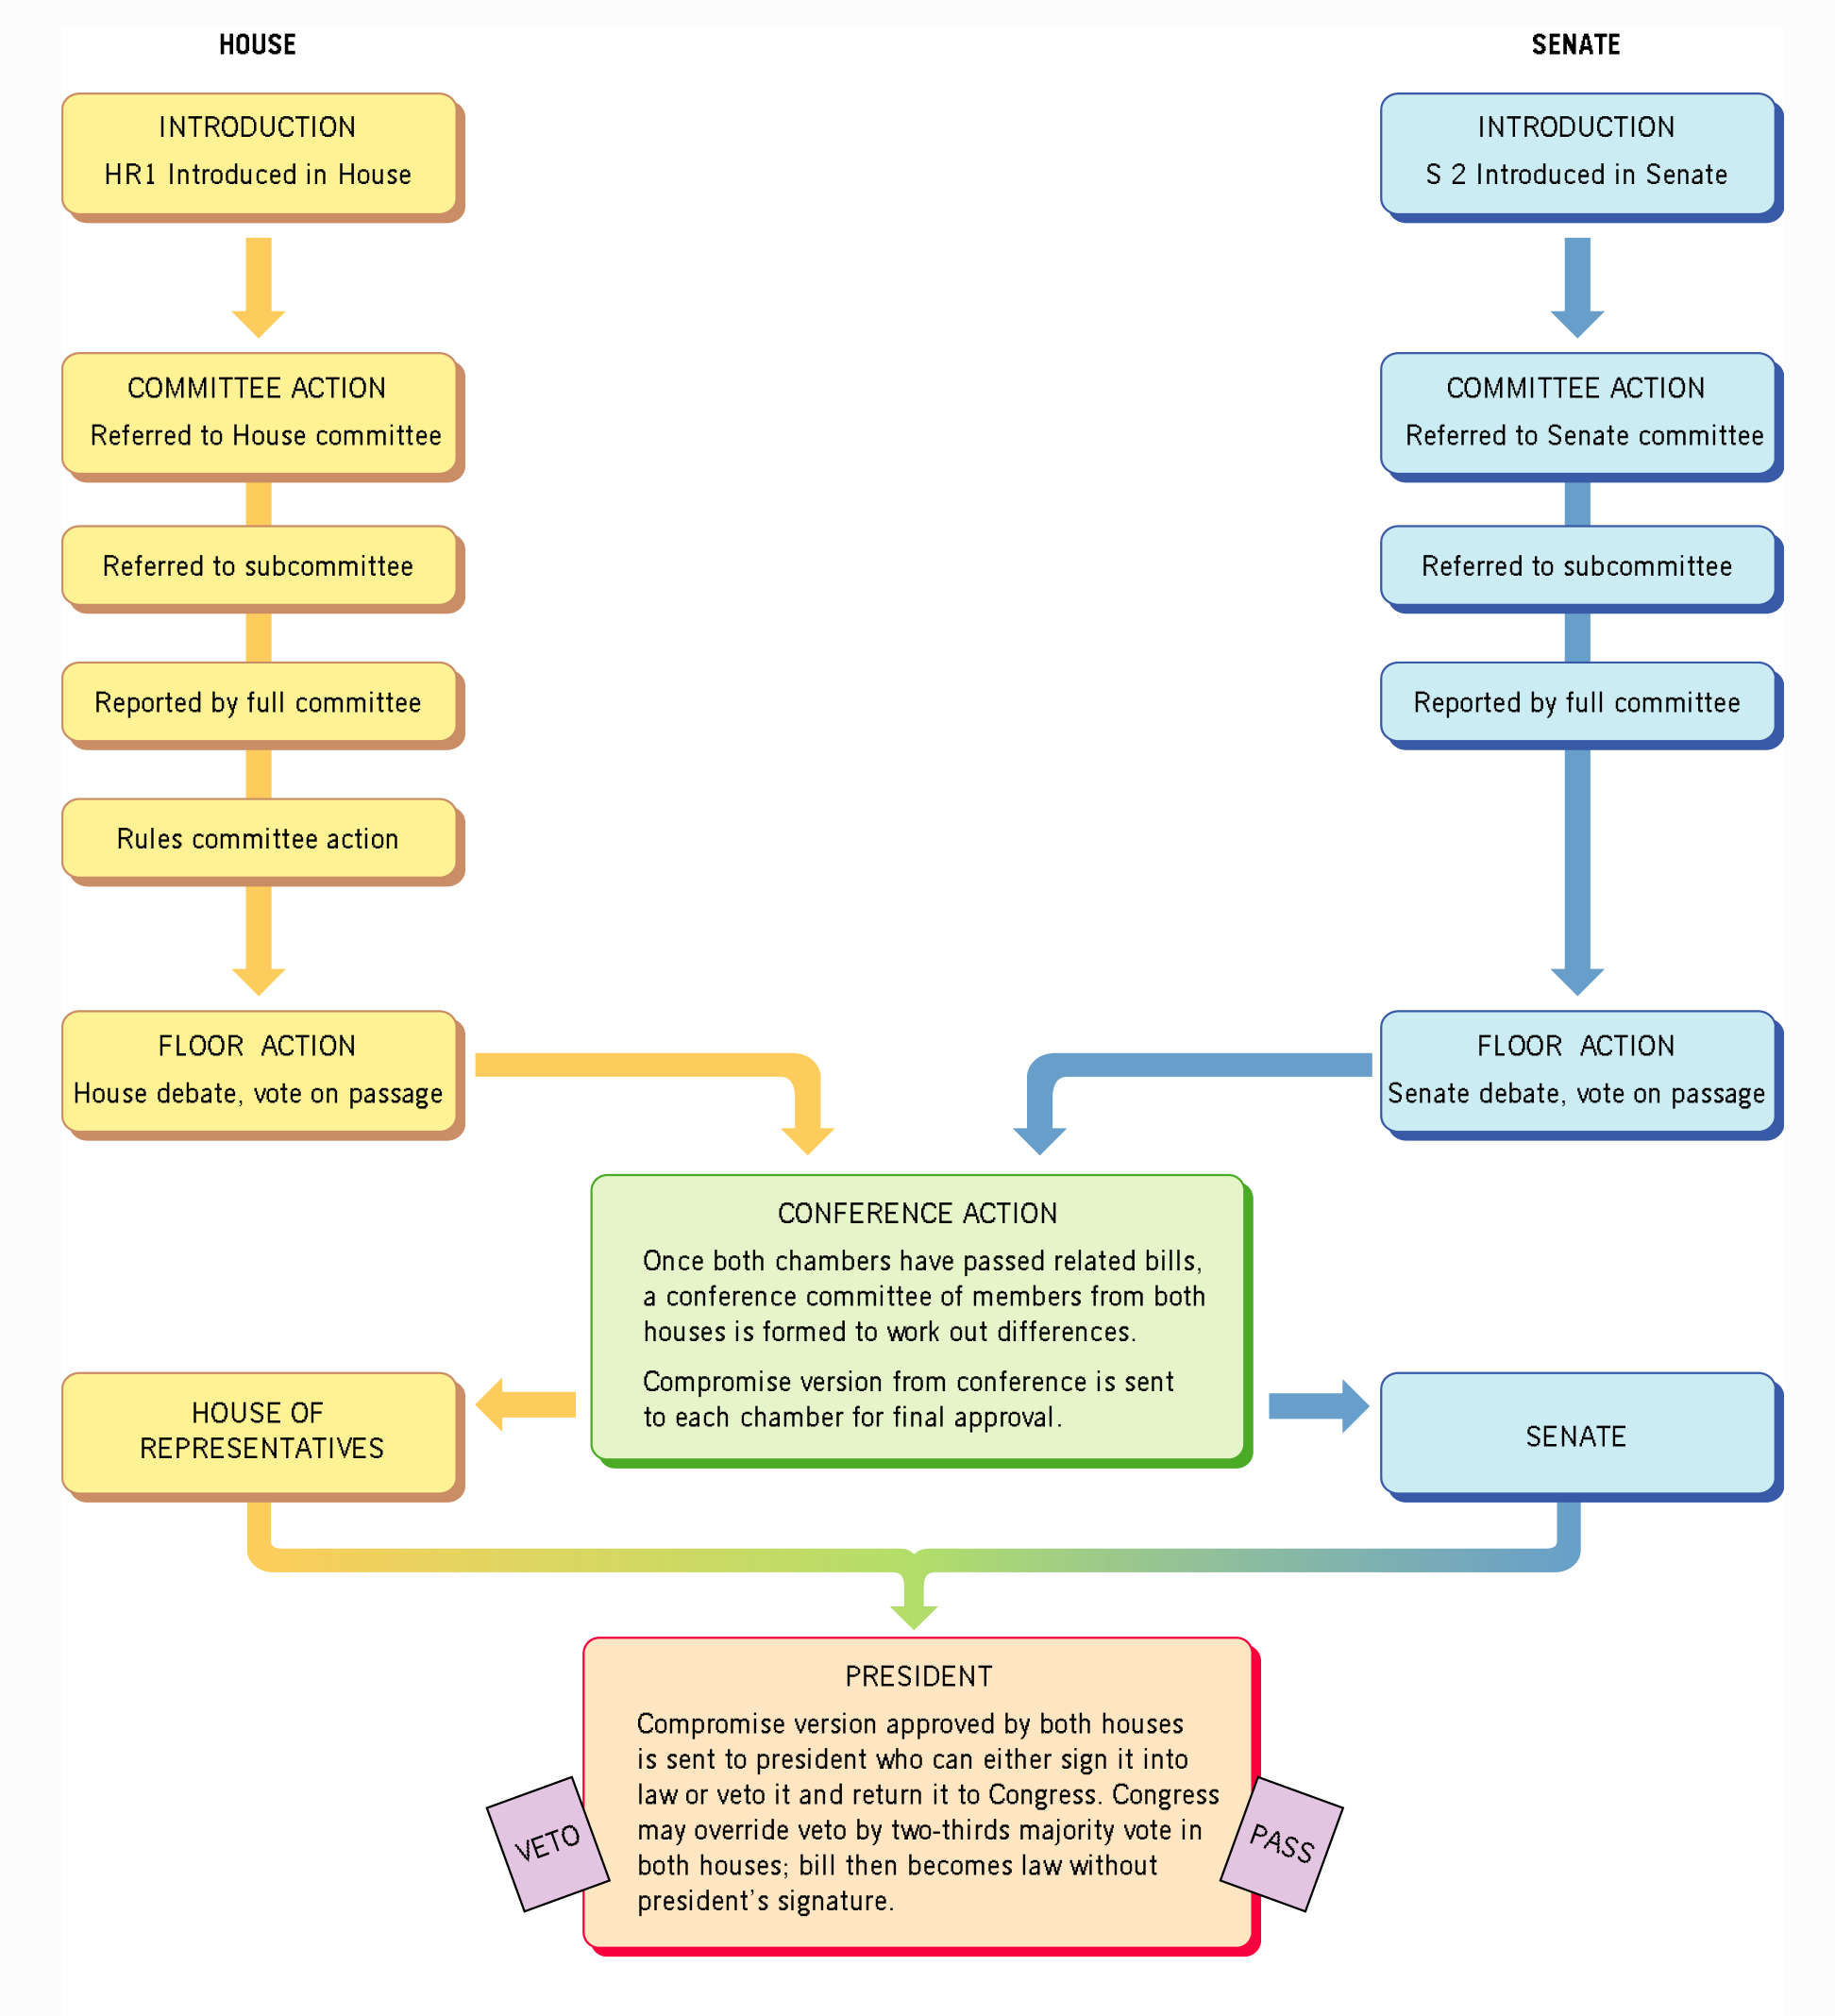 HOUSE
INTRODUCTION
HR1 Introduced in House
COMMITTEE ACTION
Referred to House committee
Referred to subcommittee
Reported by full committee
Rules committee action
FLOOR ACTION
House debate, vote on passage
SENATE
INTRODUCTION
S 2 Introduced in Senate
COMMITTEE ACTION
Referred to Senate committee
Referred to subcommittee
Reported by full committee
FLOOR ACTION
Senate debate, vote on passage
CONFERENCE ACTION
Once both chambers have passed related bills,
a conference committee of members from both
houses is formed to work out differences.
Compromise version from conference is sent
to each chamber for final approval.
HOUSE OF
REPRESENTATIVES
SENATE
PRESIDENT
Compromise version approved by both houses
is sent to president who can either sign it into
law or veto it and return it to Congress. Congress
may override veto by two-thirds majority vote in
both houses; bill then becomes law without
president's signature.
VETO
PASS